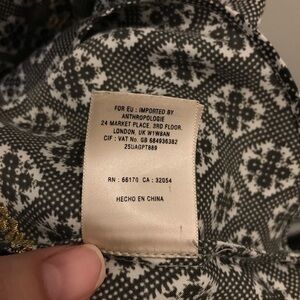 FOR EU : IMPORTED BY
ANTHROPOLOGIE
24 MARKET PLACE. 3RD FLOOR.
LONDON, UK W1W8AN
CIF : VAT No. GB 684936382
25UAGPT889
RN : 66170 CA : 32054
HECHO EN CHINA